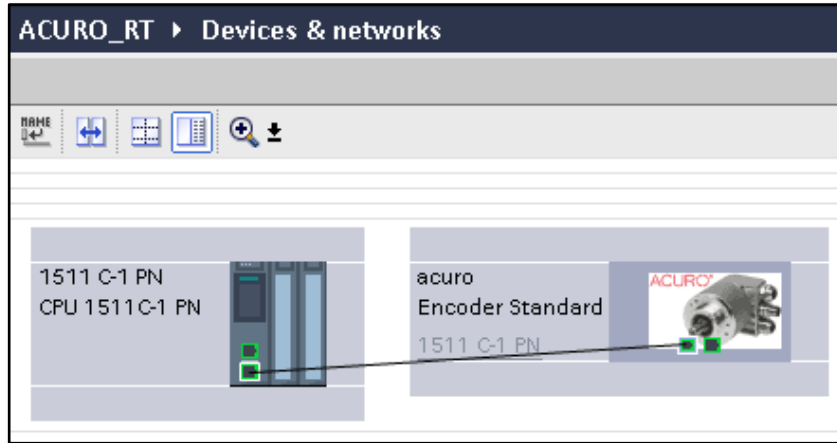 ACURO_RT ▸ Devices & networks
NAME
1511 C-1 PN
CPU 1511C-1 PN
acuro
Encoder Standard
1511 C-1 PN
ACURO